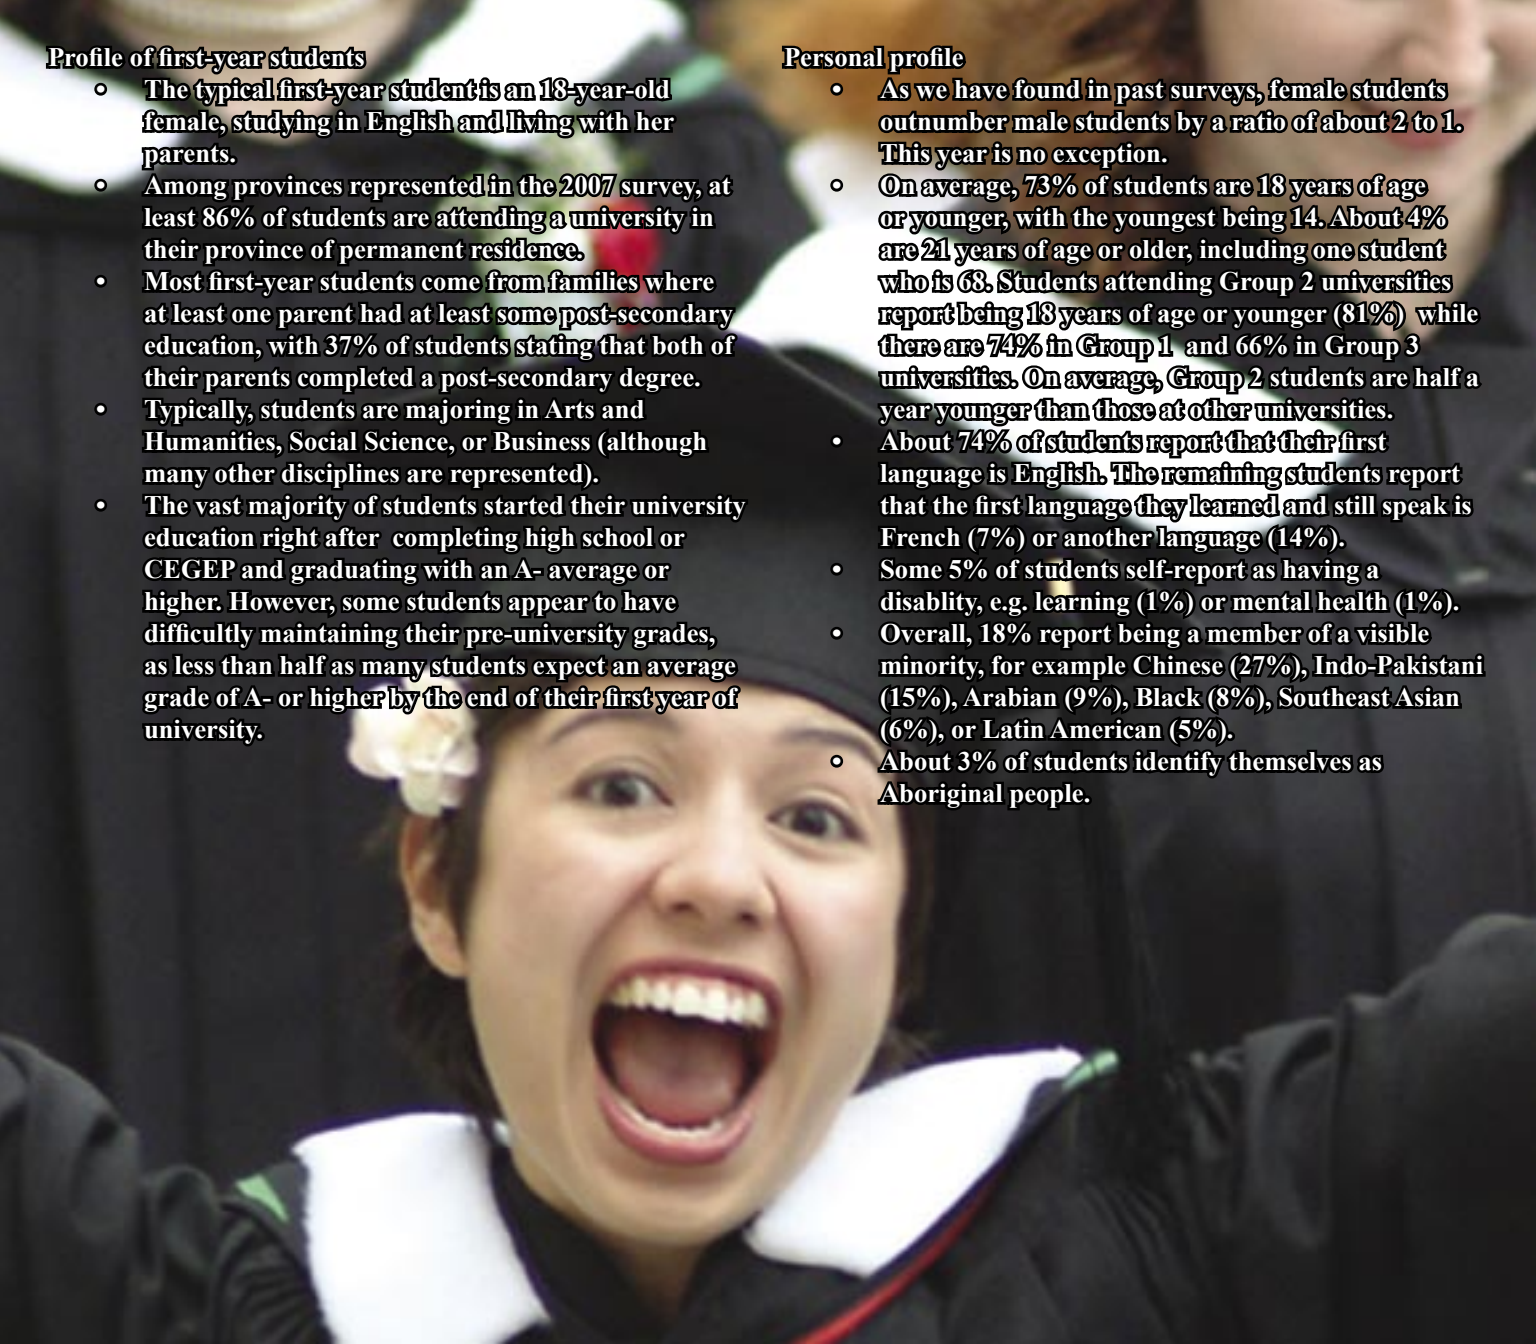 Profile of first-year students
• The typical first-year student is an 18-year-old
female, studying in English and living with her
parents.
• Among provinces represented in the 2007 survey, at
least 86% of students are attending a university in
their province of permanent residence.
• Most first-year students come from families where
at least one parent had at least some post-secondary
education, with 37% of students stating that both of
their parents completed a post-secondary degree.
• Typically, students are majoring in Arts and
Humanities, Social Science, or Business (although
many other disciplines are represented).
• The vast majority of students started their university
education right after completing high school or
CEGEP and graduating with an A- average or
higher. However, some students appear to have
difficultly maintaining their pre-university grades,
as less than half as many students expect an average
grade of A- or higher by the end of their first year of
university.
Personal profile
• As we have found in past surveys, female students
outnumber male students by a ratio of about 2 to 1.
This year is no exception.
• On average, 73% of students are 18 years of age
or younger, with the youngest being 14. About 4%
are 21 years of age or older, including one student
who is 68. Students attending Group 2 universities
report being 18 years of age or younger (81%) while
there are 74% in Group 1 and 66% in Group 3
universities. On average, Group 2 students are half a
year younger than those at other universities.
• About 74% of students report that their first
language is English. The remaining students report
that the first language they learned and still speak is
French (7%) or another language (14%).
• Some 5% of students self-report as having a
disablity, e.g. learning (1%) or mental health (1%).
• Overall, 18% report being a member of a visible
minority, for example Chinese (27%), Indo-Pakistani
(15%), Arabian (9%), Black (8%), Southeast Asian
(6%), or Latin American (5%).
• About 3% of students identify themselves as
Aboriginal people.